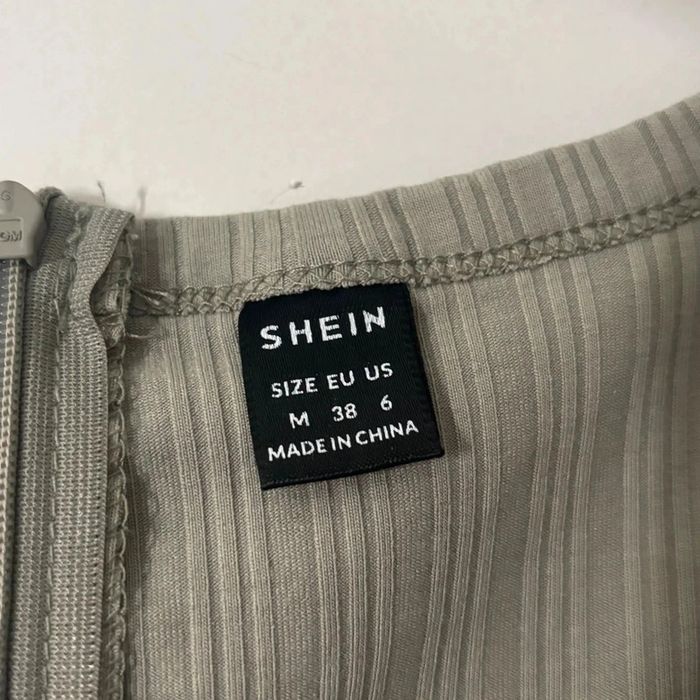 SHEIN
SIZE EU US
M 38 6
MADE IN CHINA